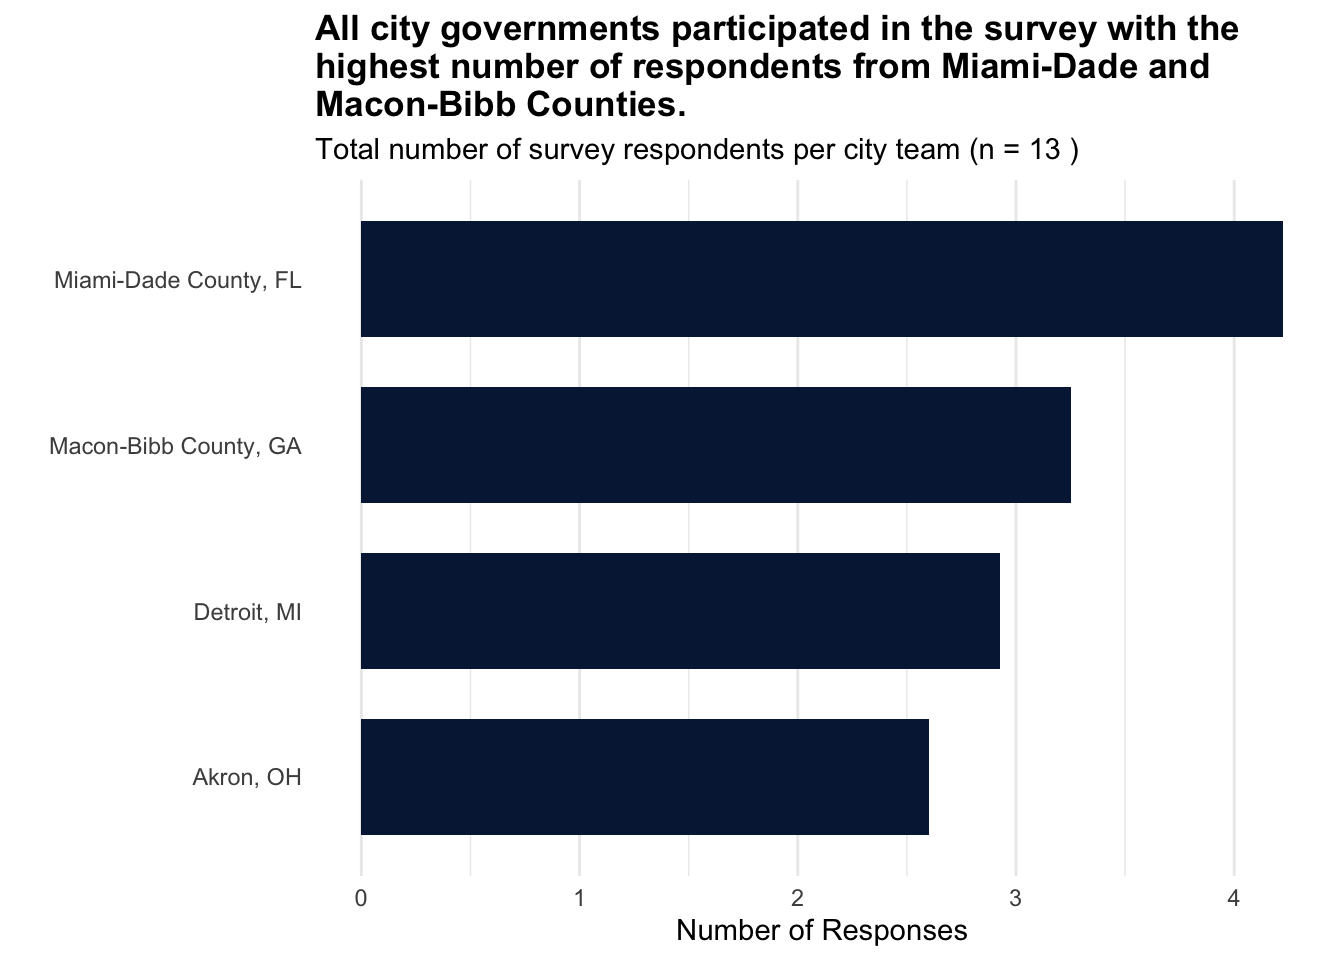 All city governments participated in the survey with the
highest number of respondents from Miami-Dade and
Macon-Bibb Counties.
Total number of survey respondents per city team (n = 13 )
Miami-Dade County, FL
Macon-Bibb County, GA
Detroit, MI
Akron, OH
0 1 2 3 4
Number of Responses